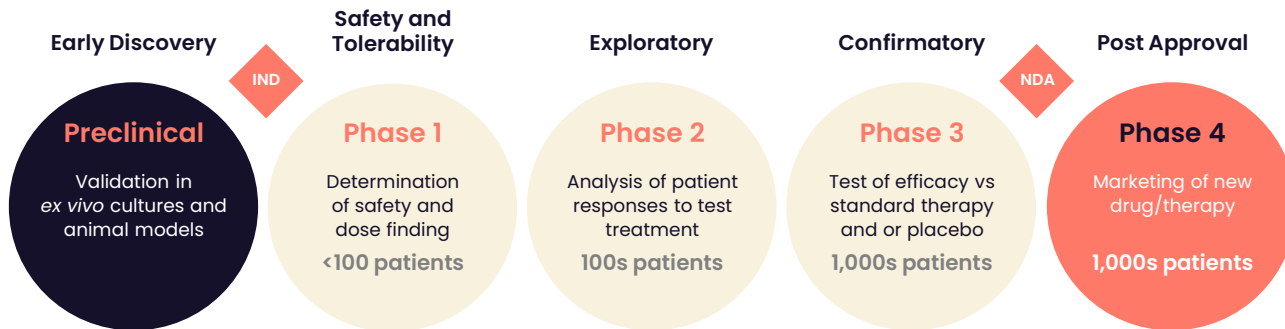 Early Discovery
IND
Safety and
Tolerability
Exploratory
Confirmatory
NDA
Post Approval
Preclinical
Validation in
ex vivo cultures and
animal models
Phase 1
Determination
of safety and
dose finding
<100 patients
Phase 2
Analysis of patient
responses to test
treatment
100s patients
Phase 3
Test of efficacy vs
standard therapy
and or placebo
1,000s patients
Phase 4
Marketing of new
drug/therapy
1,000s patients